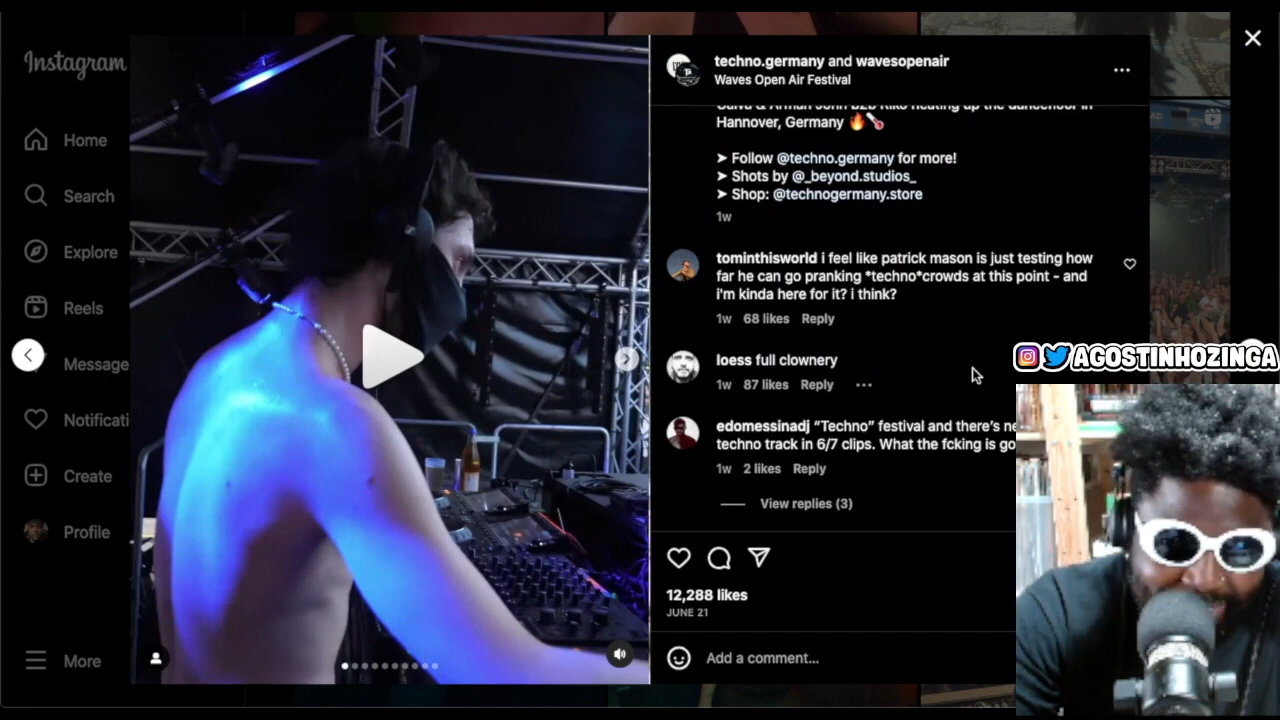 Instagram
Home
Search
Explore
Reels
Message
Notificati
Create
Profile
More
techno.germany and wavesopenair
Waves Open Air Festival
Hannover, Germany 🔥🌡️
➤ Follow @techno.germany for more!
➤ Shots by @_beyond.studios_
➤ Shop: @technogermany.store
1w
tominthisworld i feel like patrick mason is just testing how
far he can go pranking *techno*crowds at this point - and
i'm kinda here for it? i think?
1w 68 likes Reply
loess full clownery
1w 87 likes Reply
edomessinadj “Techno” festival and there’s
techno track in 6/7 clips. What the fcking is
1w 2 likes Reply
View replies (3)
12,288 likes
JUNE 21
Add a comment...
AGOSTINHOZINGA